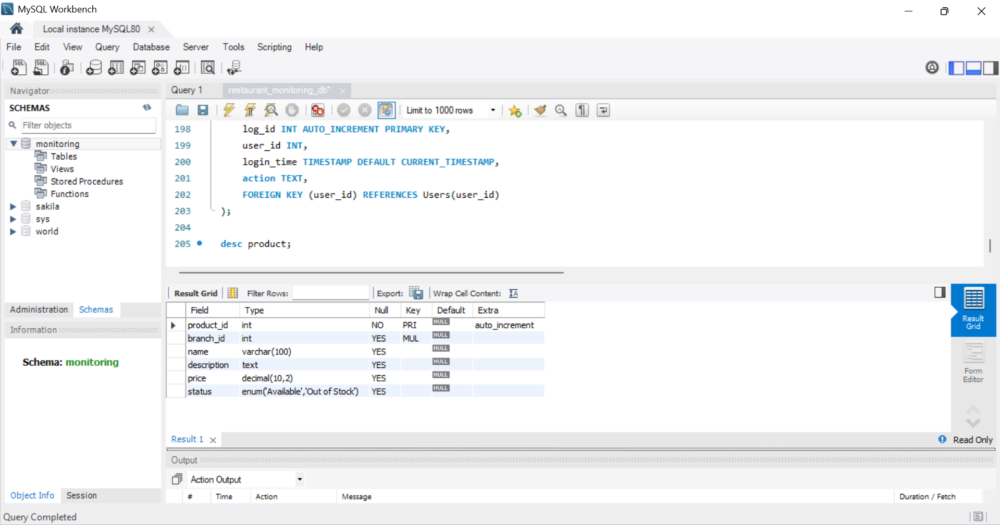 MySQL Workbench
Local instance MySQL80
File Edit View Query Database Server Tools Scripting Help
Navigator
SCHEMAS
Filter objects
monitoring
Tables
Views
Stored Procedures
Functions
sakila
sys
world
Administration Schemas
Information
Schema: monitoring
Object Info Session
Query 1 restaurant_monitoring_db*
Limit to 1000 rows
198 log_id INT AUTO_INCREMENT PRIMARY KEY,
199 user_id INT,
200 login_time TIMESTAMP DEFAULT CURRENT_TIMESTAMP,
201 action TEXT,
202 FOREIGN KEY (user_id) REFERENCES Users(user_id)
203 );
204
205 desc product;
Result Grid Filter Rows: Export: Wrap Cell Content:
Field Type Null Key Default Extra
product_id int NO PRI NULL auto_increment
branch_id int YES MUL NULL
name varchar(100) YES NULL
description text YES NULL
price decimal(10,2) YES NULL
status enum('Available','Out of Stock') YES NULL
Result
Grid
Form
Editor
Result 1
Read Only
Output
Action Output
# Time Action Message Duration / Fetch
Query Completed